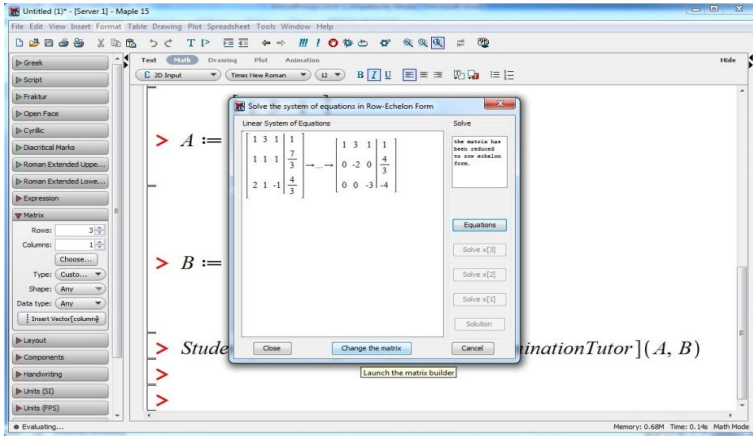 Untitled (1)* - [Server 1] - Maple 15
File Edit View Insert Format Table Drawing Plot Spreadsheet Tools Window Help
Text Math Drawing Plot Animation Hide
C 2D Input Times New Roman 12 B I U
Greek
Script
Fraktur
Open Face
Cyrillic
Diacritical Marks
Roman Extended Uppe...
Roman Extended Lowe...
Expression
Matrix
Rows: 3
Columns: 1
Choose...
Type: Custo...
Shape: Any
Data type: Any
Insert Vector[column]
Layout
Components
Handwriting
Units (SI)
Units (FPS)
> A :=
> B :=
> Stude
inationTutor](A, B)
>
>
Solve the system of equations in Row-Echelon Form
Linear System of Equations
1 3 1 | 1
1 1 1 | 7/3
2 1 -1 | 4/3
→...→
1 3 1 | 1
0 -2 0 | 4/3
0 0 -3 | -4
Solve
the matrix has
been reduced
to row echelon
form.
Equations
Solve x[3]
Solve x[2]
Solve x[1]
Solution
Close Change the matrix Cancel
Launch the matrix builder
Evaluating... Memory: 0.68M Time: 0.14s Math Mode